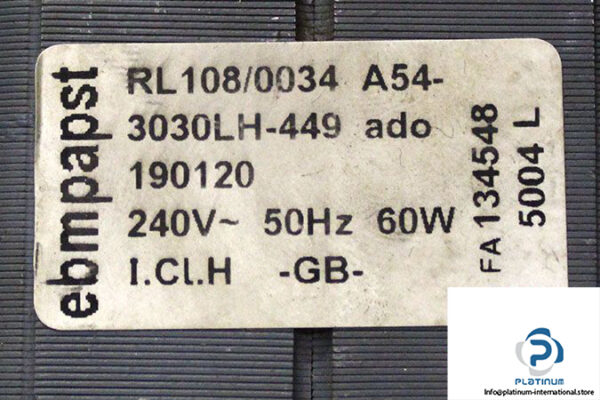 ebmpapst
RL108/0034 A54-
3030LH-449 ado
190120
240V~ 50Hz 60W
I.Cl.H -GB-
FA 134548
5004 L
PLATINUM
Info@platinum-international.store